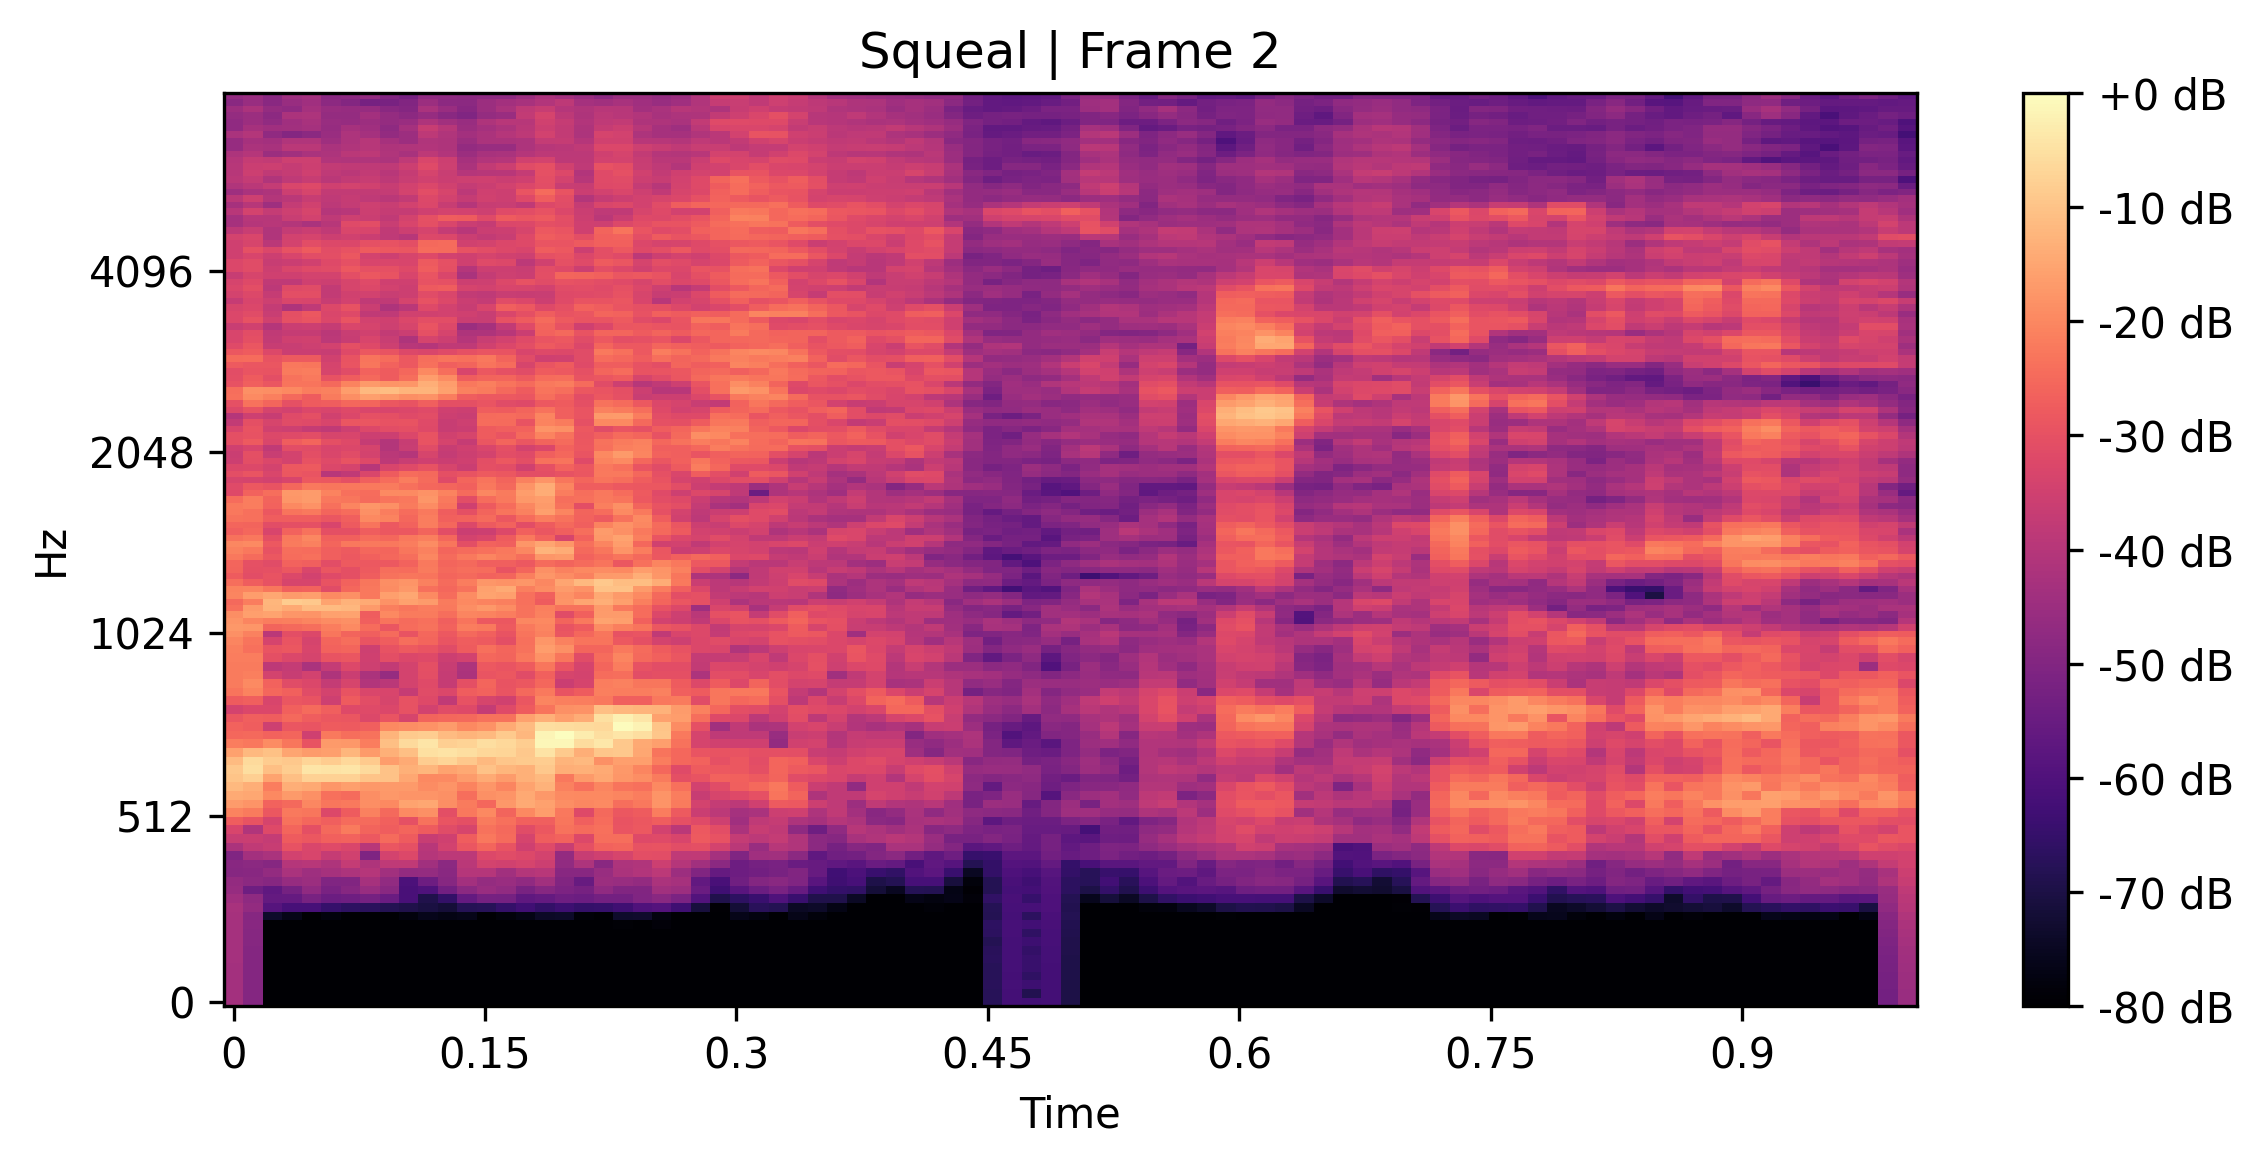 Squeal | Frame 2
+0 dB
-10 dB
-20 dB
-30 dB
-40 dB
-50 dB
-60 dB
-70 dB
-80 dB
Hz
4096
2048
1024
512
0
0 0.15 0.3 0.45 0.6 0.75 0.9
Time